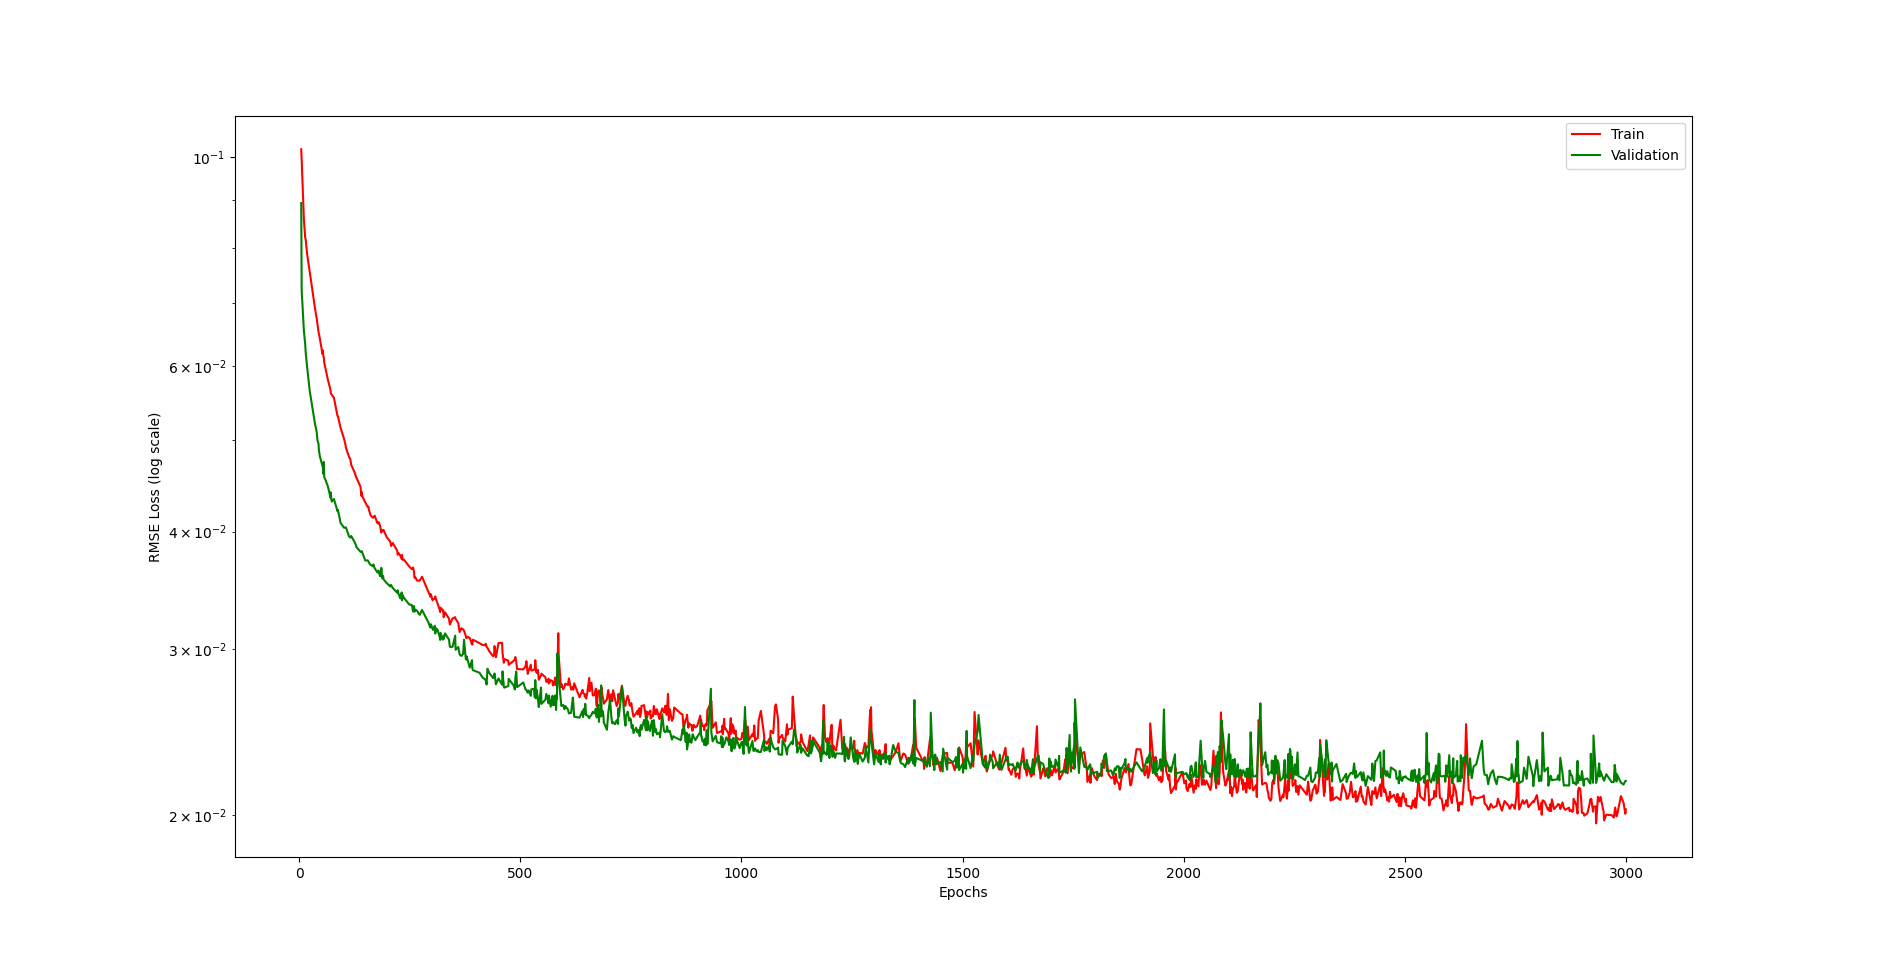 Train
Validation
10⁻¹
6 × 10⁻²
4 × 10⁻²
3 × 10⁻²
2 × 10⁻²
RMSE Loss (log scale)
0 500 1000 1500 2000 2500 3000
Epochs